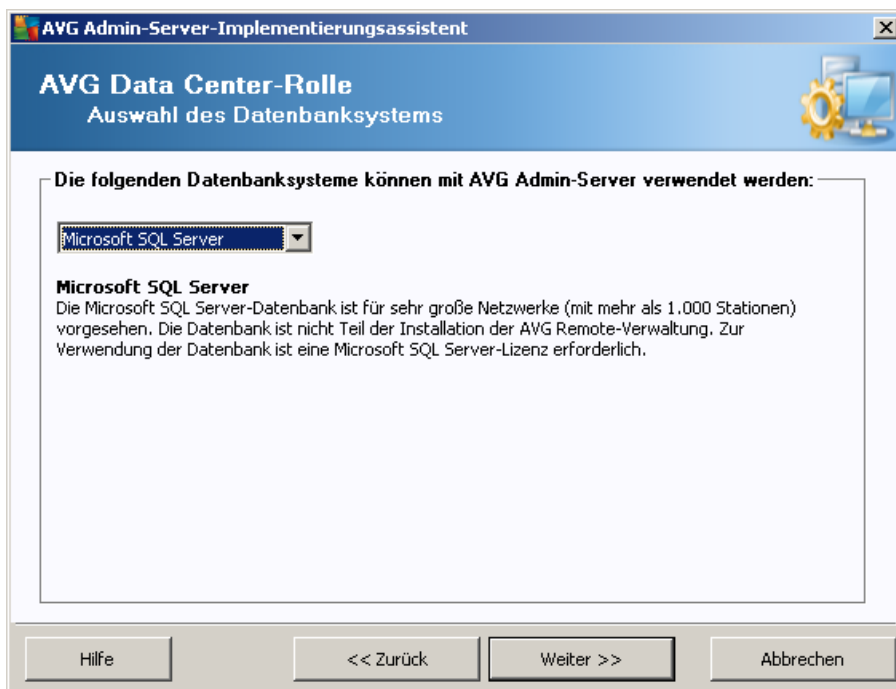 AVG Admin-Server-Implementierungsassistent
AVG Data Center-Rolle
Auswahl des Datenbanksystems
Die folgenden Datenbanksysteme können mit AVG Admin-Server verwendet werden:
Microsoft SQL Server
Microsoft SQL Server
Die Microsoft SQL Server-Datenbank ist für sehr große Netzwerke (mit mehr als 1.000 Stationen)
vorgesehen. Die Datenbank ist nicht Teil der Installation der AVG Remote-Verwaltung. Zur
Verwendung der Datenbank ist eine Microsoft SQL Server-Lizenz erforderlich.
Hilfe
<< Zurück
Weiter >>
Abbrechen